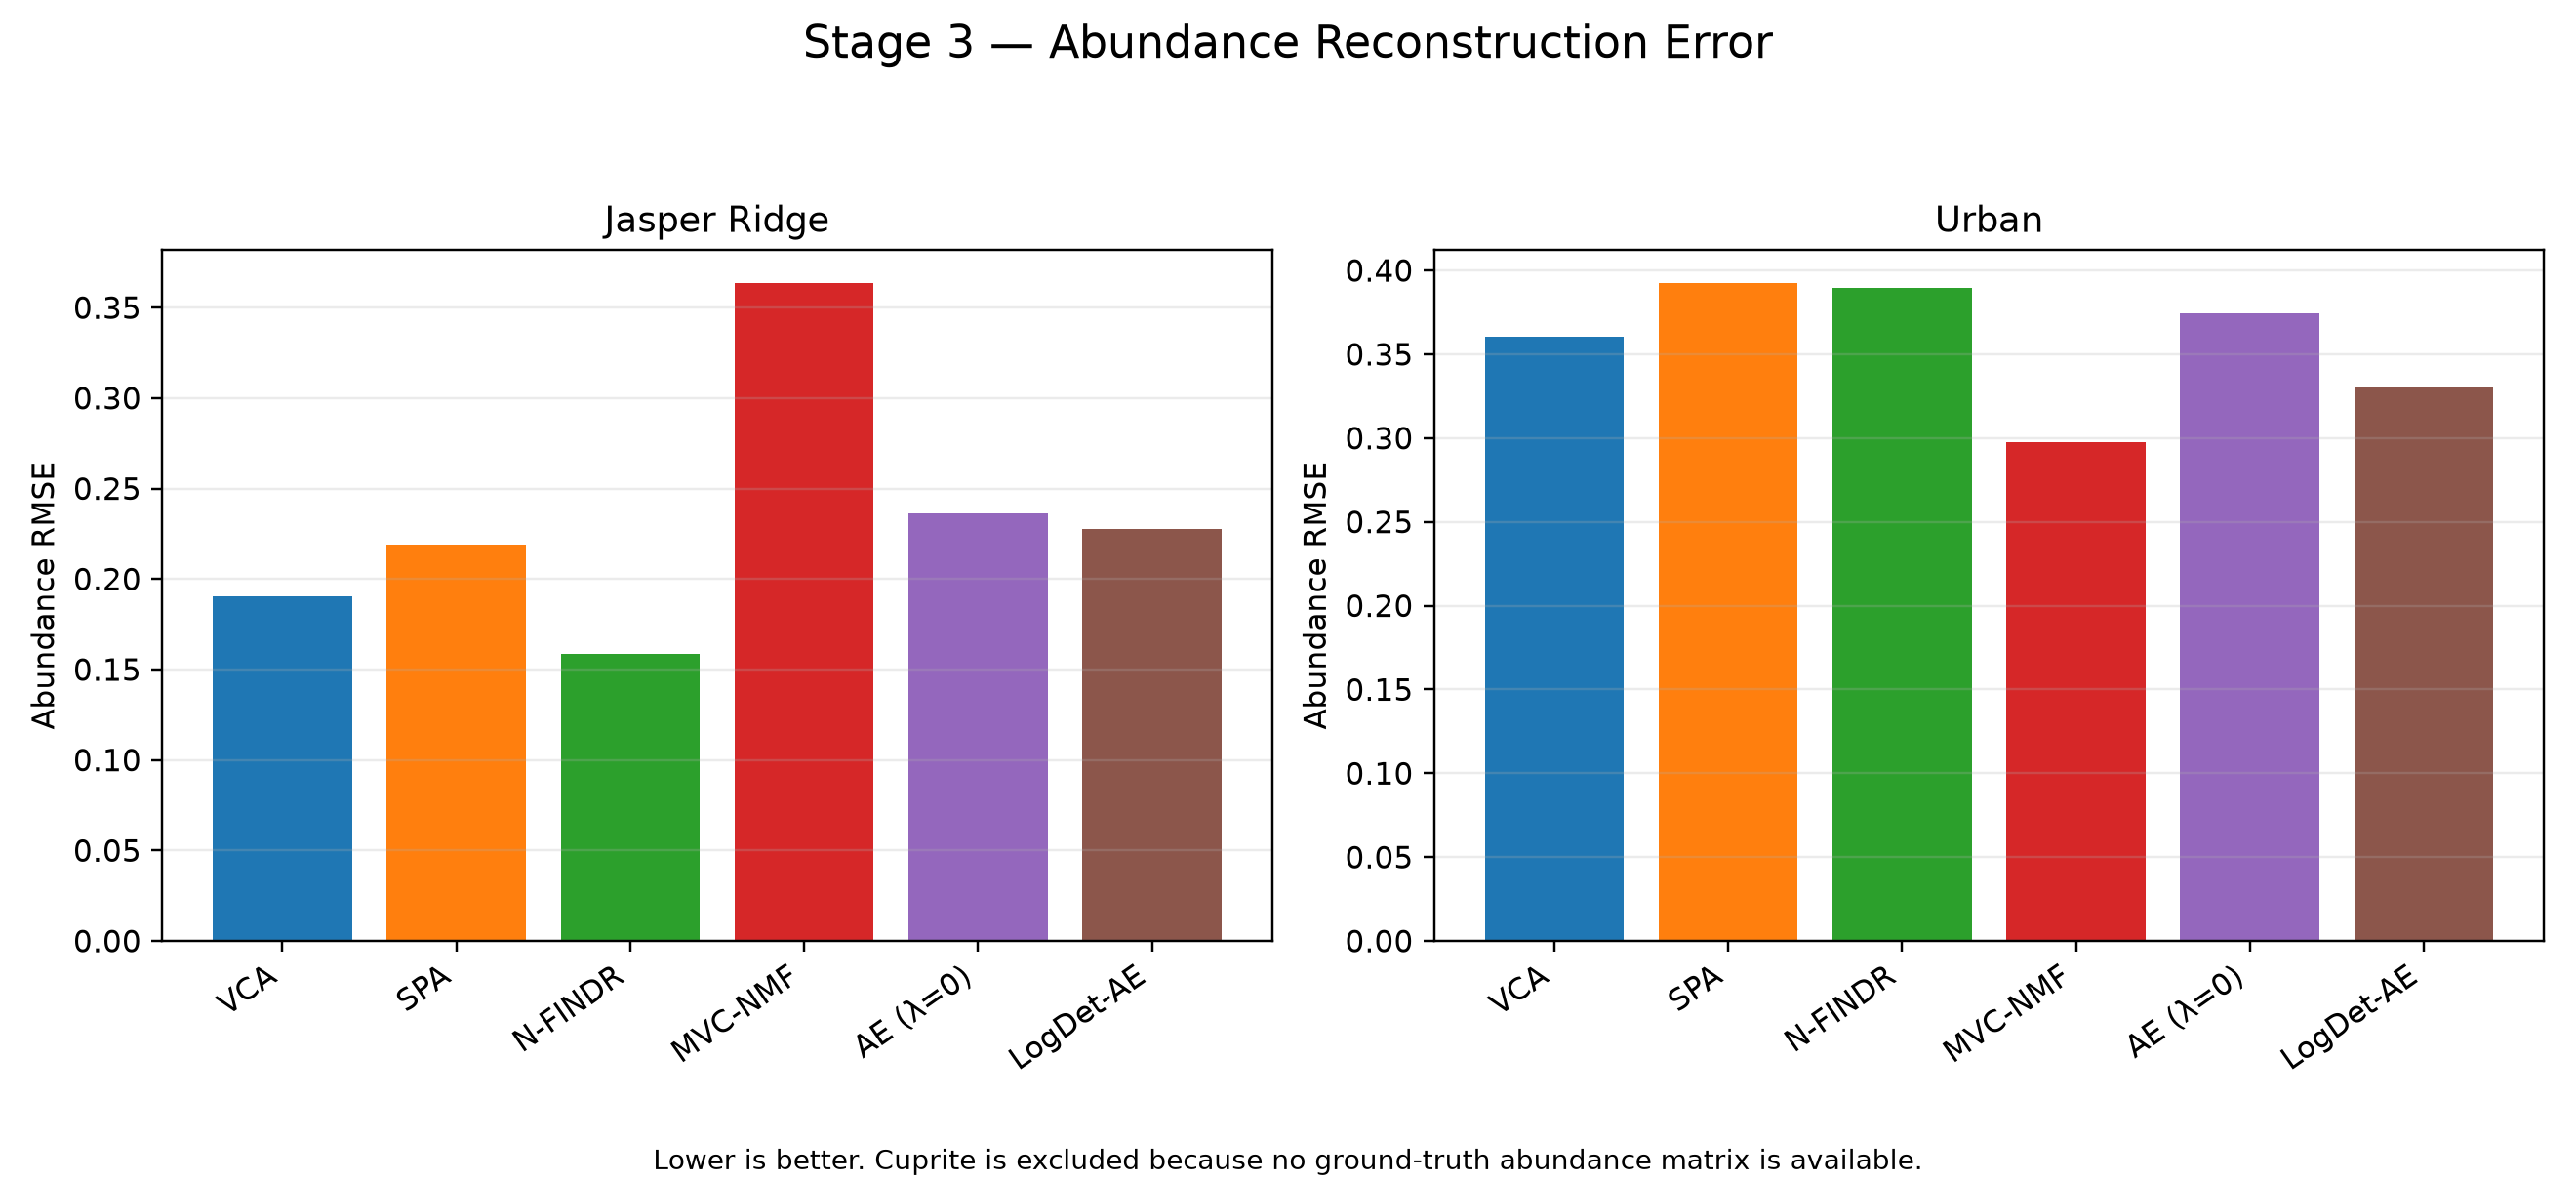 Stage 3 — Abundance Reconstruction Error
Jasper Ridge
Abundance RMSE
0.35
0.30
0.25
0.20
0.15
0.10
0.05
0.00
VCA
SPA
N-FINDR
MVC-NMF
AE (λ=0)
LogDet-AE
Urban
Abundance RMSE
0.40
0.35
0.30
0.25
0.20
0.15
0.10
0.05
0.00
VCA
SPA
N-FINDR
MVC-NMF
AE (λ=0)
LogDet-AE
Lower is better. Cuprite is excluded because no ground-truth abundance matrix is available.